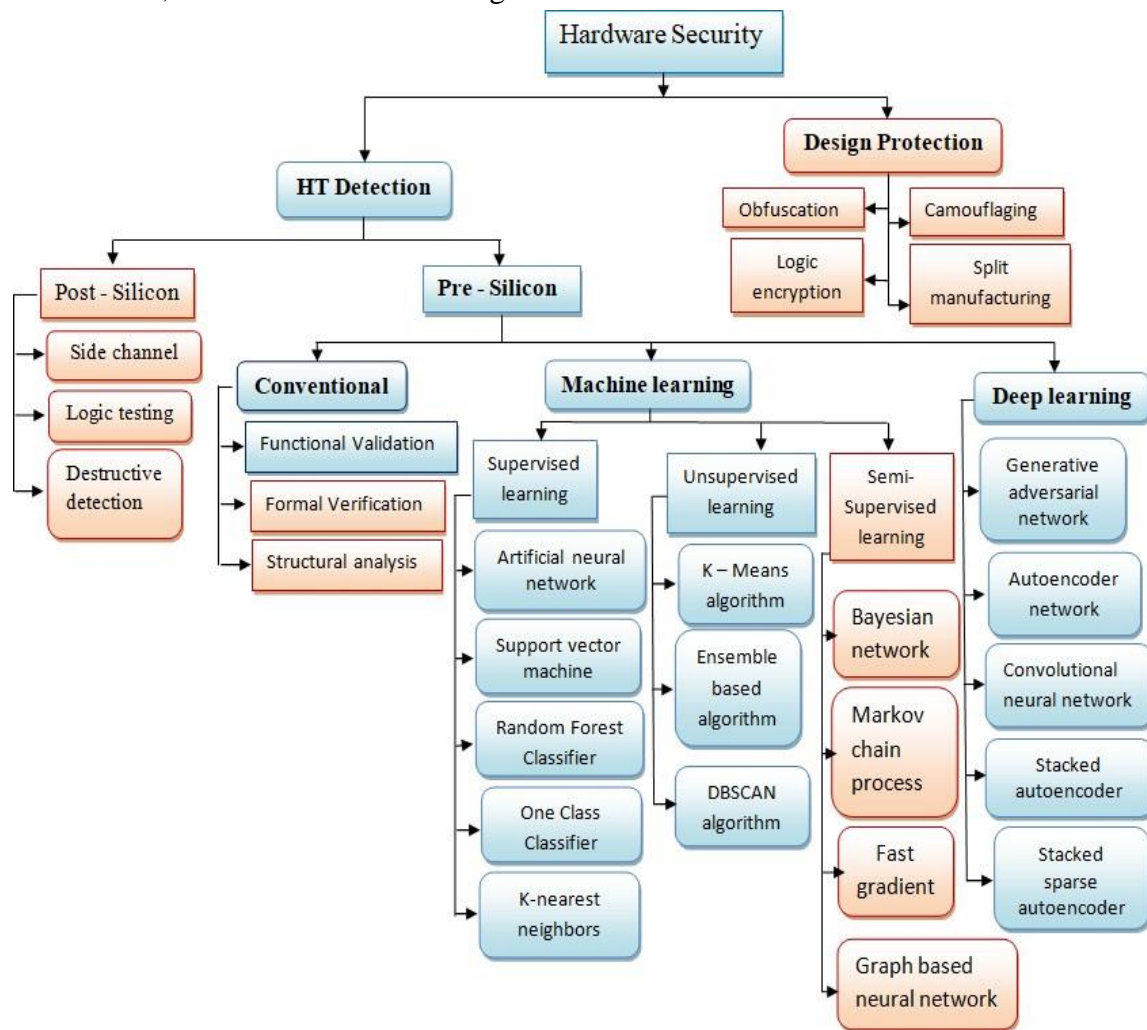 Hardware Security
Design Protection
HT Detection
Obfuscation
Camouflaging
Logic
encryption
Split
manufacturing
Post - Silicon
Pre - Silicon
Side channel
Logic testing
Destructive
detection
Conventional
Functional Validation
Formal Verification
Structural analysis
Machine learning
Supervised
learning
Artificial neural
network
Support vector
machine
Random Forest
Classifier
One Class
Classifier
K-nearest
neighbors
Unsupervised
learning
K – Means
algorithm
Ensemble
based algorithm
DBSCAN
algorithm
Semi-
Supervised
learning
Bayesian
network
Markov
chain
process
Fast
gradient
Graph based
neural network
Deep learning
Generative
adversarial
network
Autoencoder
network
Convolutional
neural network
Stacked
autoencoder
Stacked
sparse
autoencoder